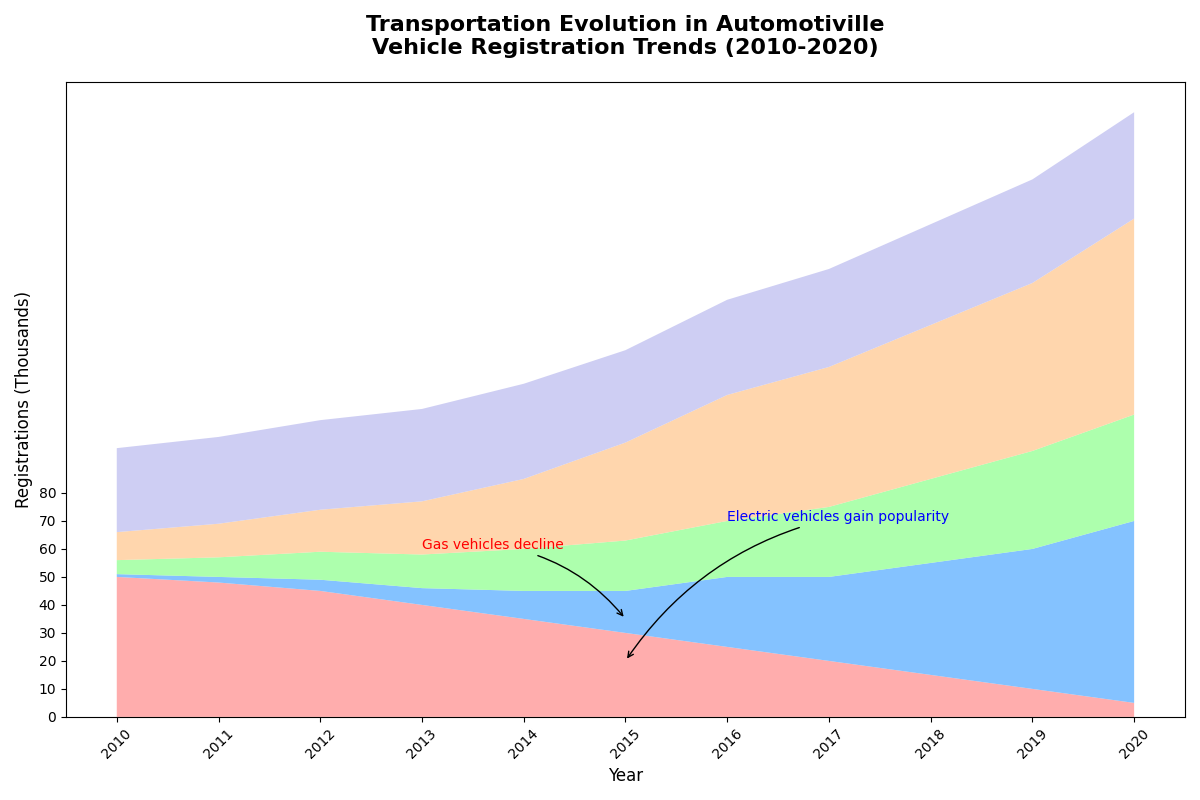 Transportation Evolution in Automotiville
Vehicle Registration Trends (2010-2020)
Registrations (Thousands)
80
70
60
50
40
30
20
10
0
Electric vehicles gain popularity
Gas vehicles decline
2010 2011 2012 2013 2014 2015 2016 2017 2018 2019 2020
Year